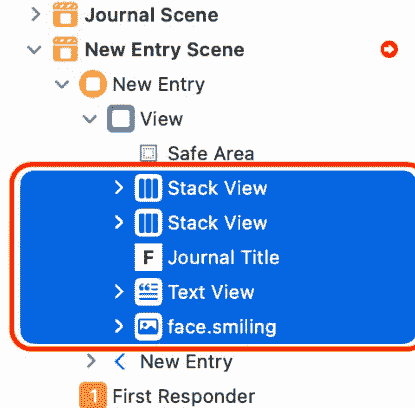 Journal Scene
New Entry Scene
New Entry
View
Safe Area
Stack View
Stack View
F Journal Title
Text View
face.smiling
New Entry
1 First Responder